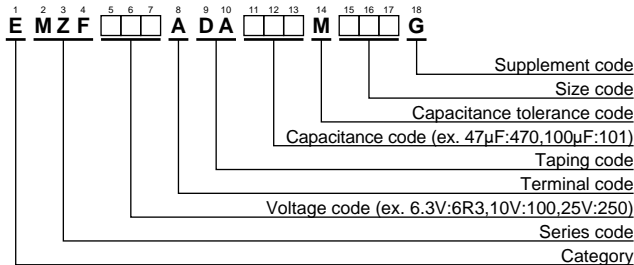 1 2 3 4 5 6 7 8 9 10 11 12 13 14 15 16 17 18
E M Z F A D A M G
Supplement code
Size code
Capacitance tolerance code
Capacitance code (ex. 47µF:470,100µF:101)
Taping code
Terminal code
Voltage code (ex. 6.3V:6R3,10V:100,25V:250)
Series code
Category